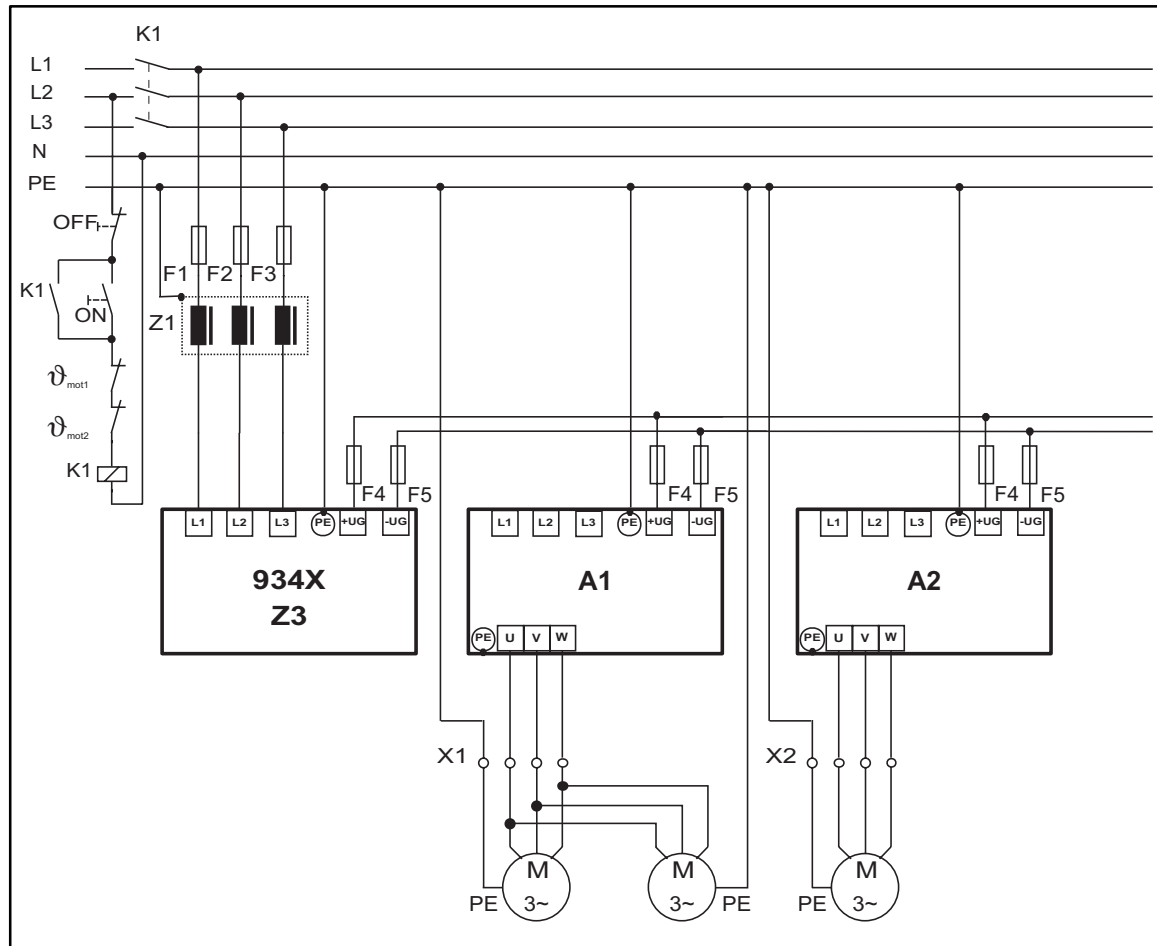 K1
L1
L2
L3
N
PE
OFF
K1
ON
F1 F2 F3
Z1
ϑmot1
ϑmot2
K1
F4 F5
F4 F5
F4 F5
L1 L2 L3 PE +UG -UG
L1 L2 L3 PE +UG -UG
L1 L2 L3 PE +UG -UG
934X
Z3
A1
A2
PE U V W
PE U V W
X1
X2
M
3~
PE
M
3~
PE
M
3~
PE